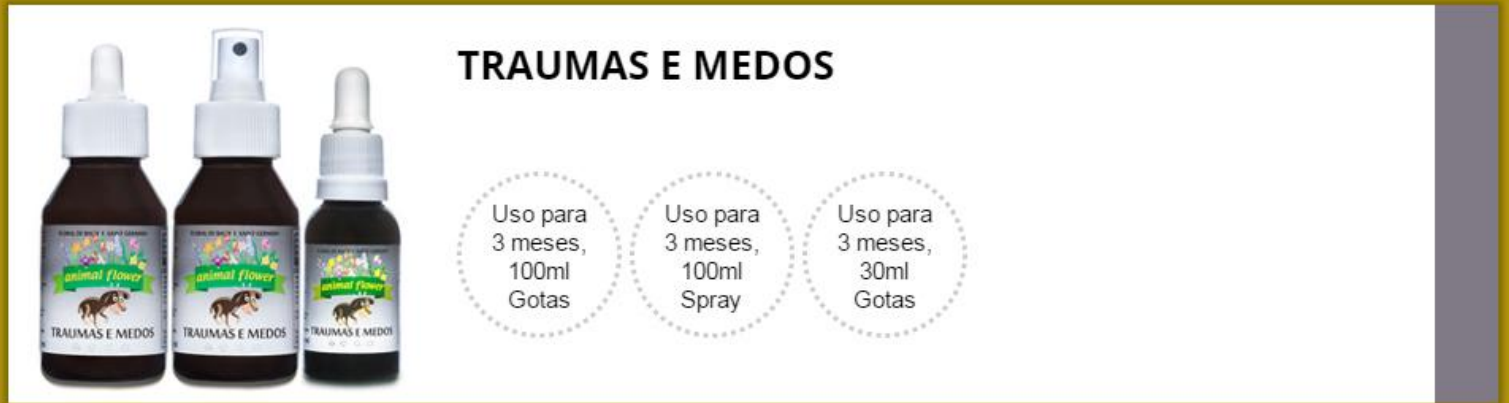 TRAUMAS E MEDOS
Uso para
3 meses,
100ml
Gotas
Uso para
3 meses,
100ml
Spray
Uso para
3 meses,
30ml
Gotas
animal flower
TRAUMAS E MEDOS
animal flower
TRAUMAS E MEDOS
animal flower
TRAUMAS E MEDOS